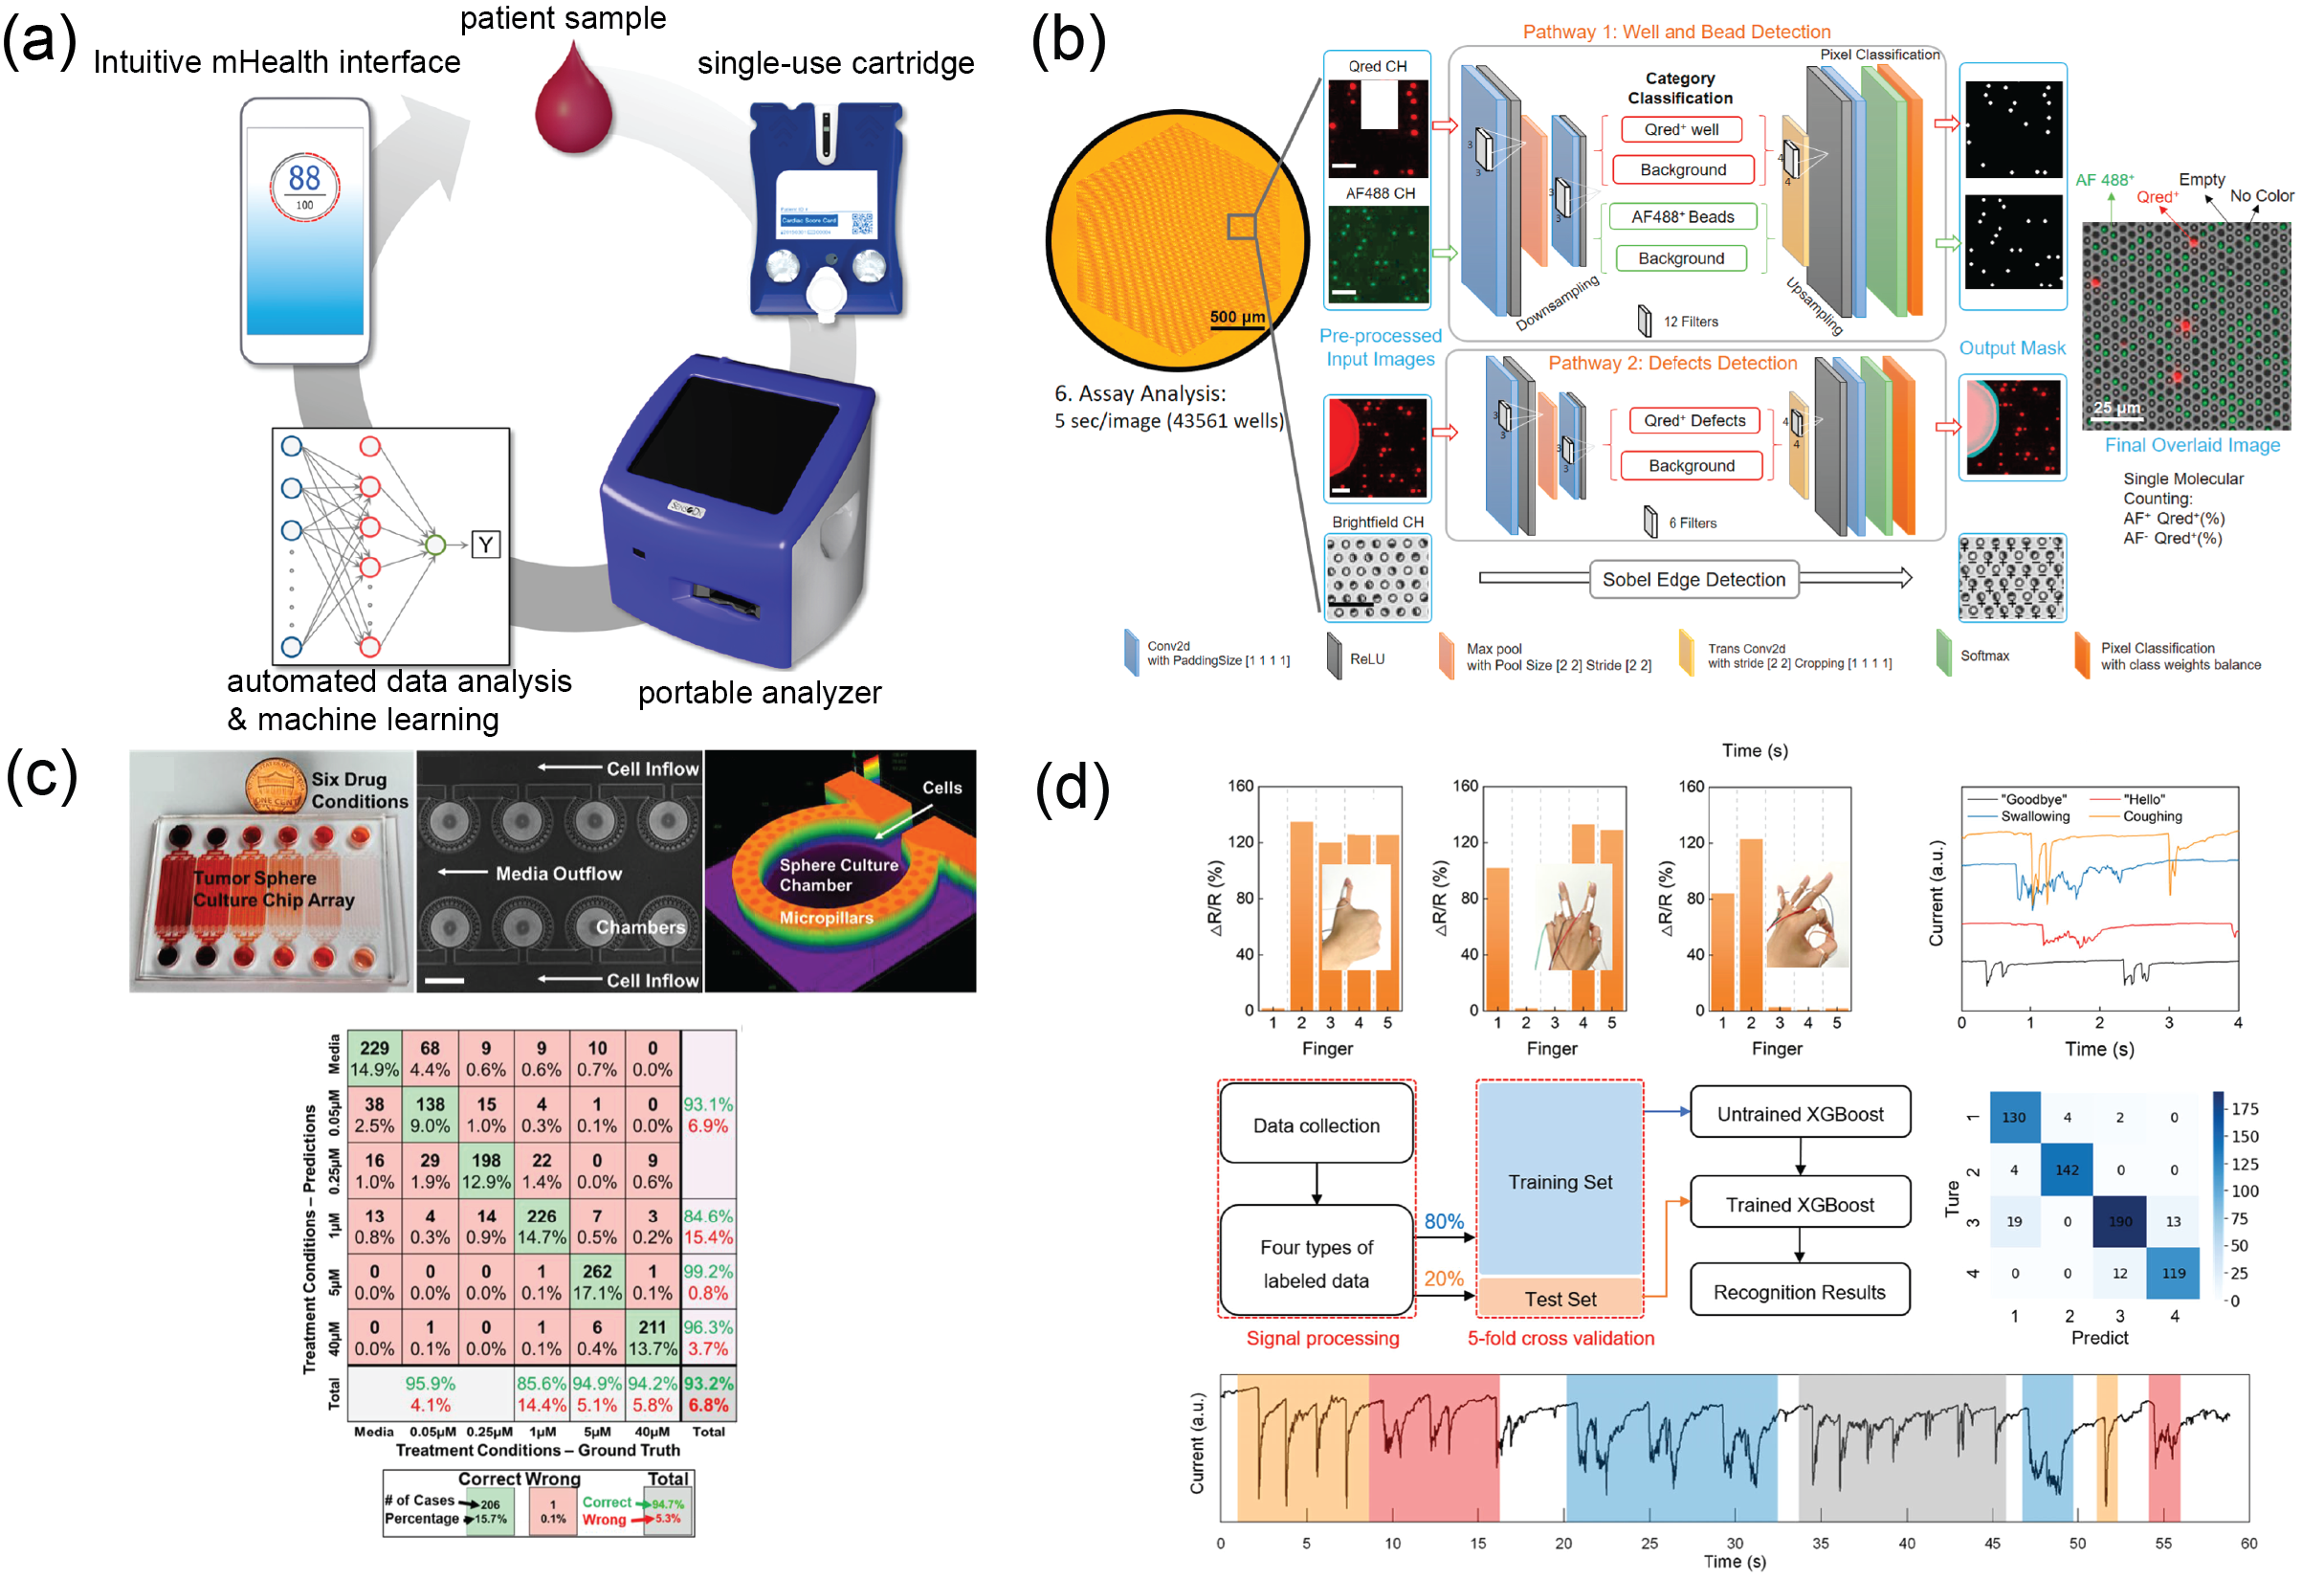 (a)
patient sample
Intuitive mHealth interface
single-use cartridge
88
100
Cardiac Score Card
Y
automated data analysis
& machine learning
portable analyzer
(b)
Pathway 1: Well and Bead Detection
Qred CH
Pixel Classification
Category
Classification
Qred⁺ well
Background
AF488 CH
AF488⁺ Beads
Background
3
3
3
3
4
4
Downsampling
Upsampling
12 Filters
500 µm
Pre-processed
Input Images
6. Assay Analysis:
5 sec/image (43561 wells)
Pathway 2: Defects Detection
Qred⁺ Defects
Background
3
3
3
3
4
4
6 Filters
Brightfield CH
Sobel Edge Detection
Output Mask
AF 488⁺
Qred⁺
Empty
No Color
25 µm
Final Overlaid Image
Single Molecular
Counting:
AF⁺ Qred⁺(%)
AF⁻ Qred⁺(%)
Conv2d
with PaddingSize [1 1 1 1]
ReLU
Max pool
with Pool Size [2 2] Stride [2 2]
Trans Conv2d
with stride [2 2] Cropping [1 1 1 1]
Softmax
Pixel Classification
with class weights balance
(c)
Six Drug
Conditions
Tumor Sphere
Culture Chip Array
Cell Inflow
Media Outflow
Chambers
Cell Inflow
Cells
Sphere Culture
Chamber
Micropillars
Treatment Conditions – Predictions
Media
229 68 9 9 10 0
14.9% 4.4% 0.6% 0.6% 0.7% 0.0%
0.05µM
38 138 15 4 1 0 93.1%
2.5% 9.0% 1.0% 0.3% 0.1% 0.0% 6.9%
0.25µM
16 29 198 22 0 9
1.0% 1.9% 12.9% 1.4% 0.0% 0.6%
1µM
13 4 14 226 7 3 84.6%
0.8% 0.3% 0.9% 14.7% 0.5% 0.2% 15.4%
5µM
0 0 0 1 262 1 99.2%
0.0% 0.0% 0.0% 0.1% 17.1% 0.1% 0.8%
40µM
0 1 0 1 6 211 96.3%
0.0% 0.1% 0.0% 0.1% 0.4% 13.7% 3.7%
Total
95.9% 85.6% 94.9% 94.2% 93.2%
4.1% 14.4% 5.1% 5.8% 6.8%
Media 0.05µM 0.25µM 1µM 5µM 40µM Total
Treatment Conditions – Ground Truth
Correct Wrong Total
# of Cases 206 1 Correct 94.7%
Percentage 15.7% 0.1% Wrong 5.3%
(d)
Time (s)
△R/R (%)
160
120
80
40
0
1 2 3 4 5
Finger
△R/R (%)
160
120
80
40
0
1 2 3 4 5
Finger
△R/R (%)
160
120
80
40
0
1 2 3 4 5
Finger
Current (a.u.)
"Goodbye" "Hello"
Swallowing Coughing
0 1 2 3 4
Time (s)
Data collection
Four types of
labeled data
Signal processing
80%
20%
Training Set
Test Set
5-fold cross validation
Untrained XGBoost
Trained XGBoost
Recognition Results
Ture
1 130 4 2 0
2 4 142 0 0
3 19 0 190 13
4 0 0 12 119
1 2 3 4
Predict
175
150
125
100
75
50
25
0
Current (a.u.)
0 5 10 15 20 25 30 35 40 45 50 55 60
Time (s)